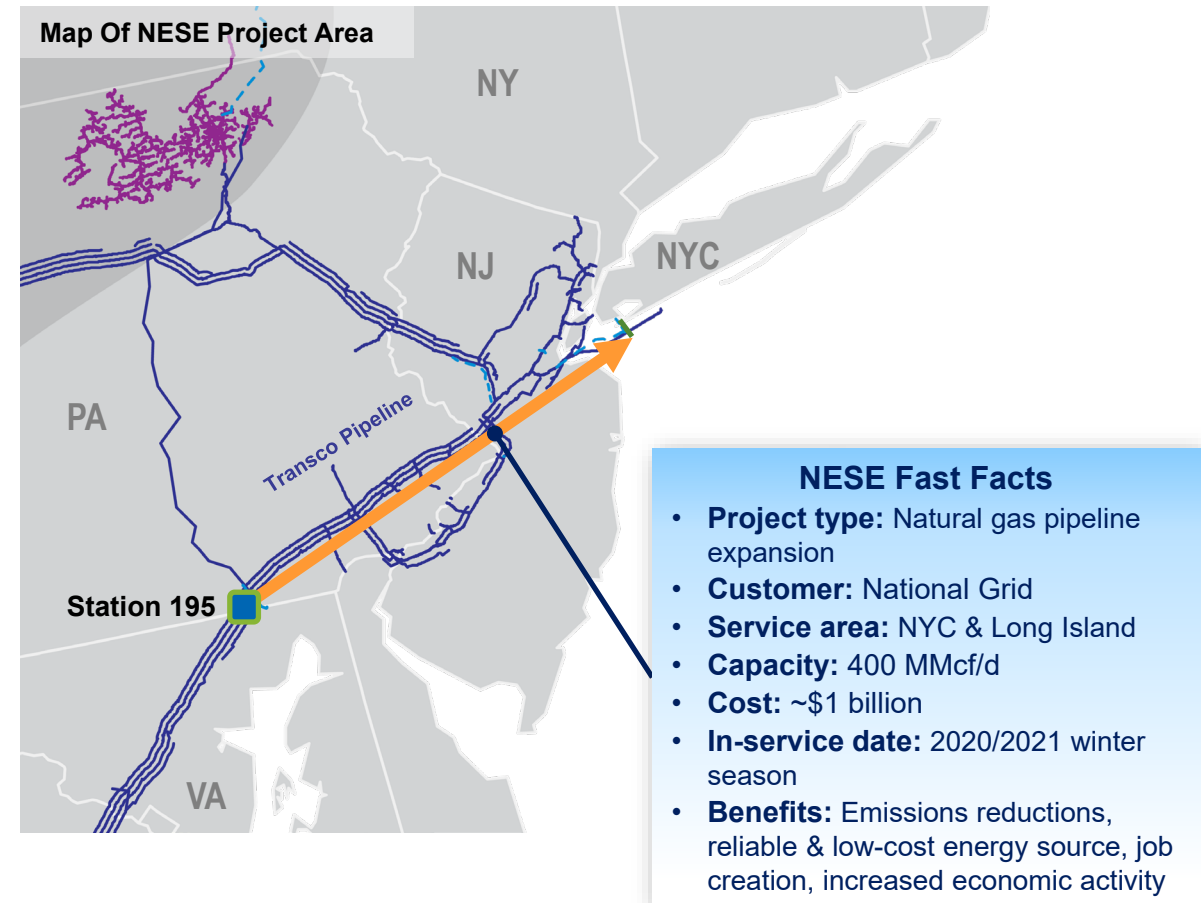 Map Of NESE Project Area
NY
NJ
NYC
PA
Transco Pipeline
Station 195
VA
NESE Fast Facts
• Project type: Natural gas pipeline
expansion
• Customer: National Grid
• Service area: NYC & Long Island
• Capacity: 400 MMcf/d
• Cost: ~$1 billion
• In-service date: 2020/2021 winter
season
• Benefits: Emissions reductions,
reliable & low-cost energy source, job
creation, increased economic activity